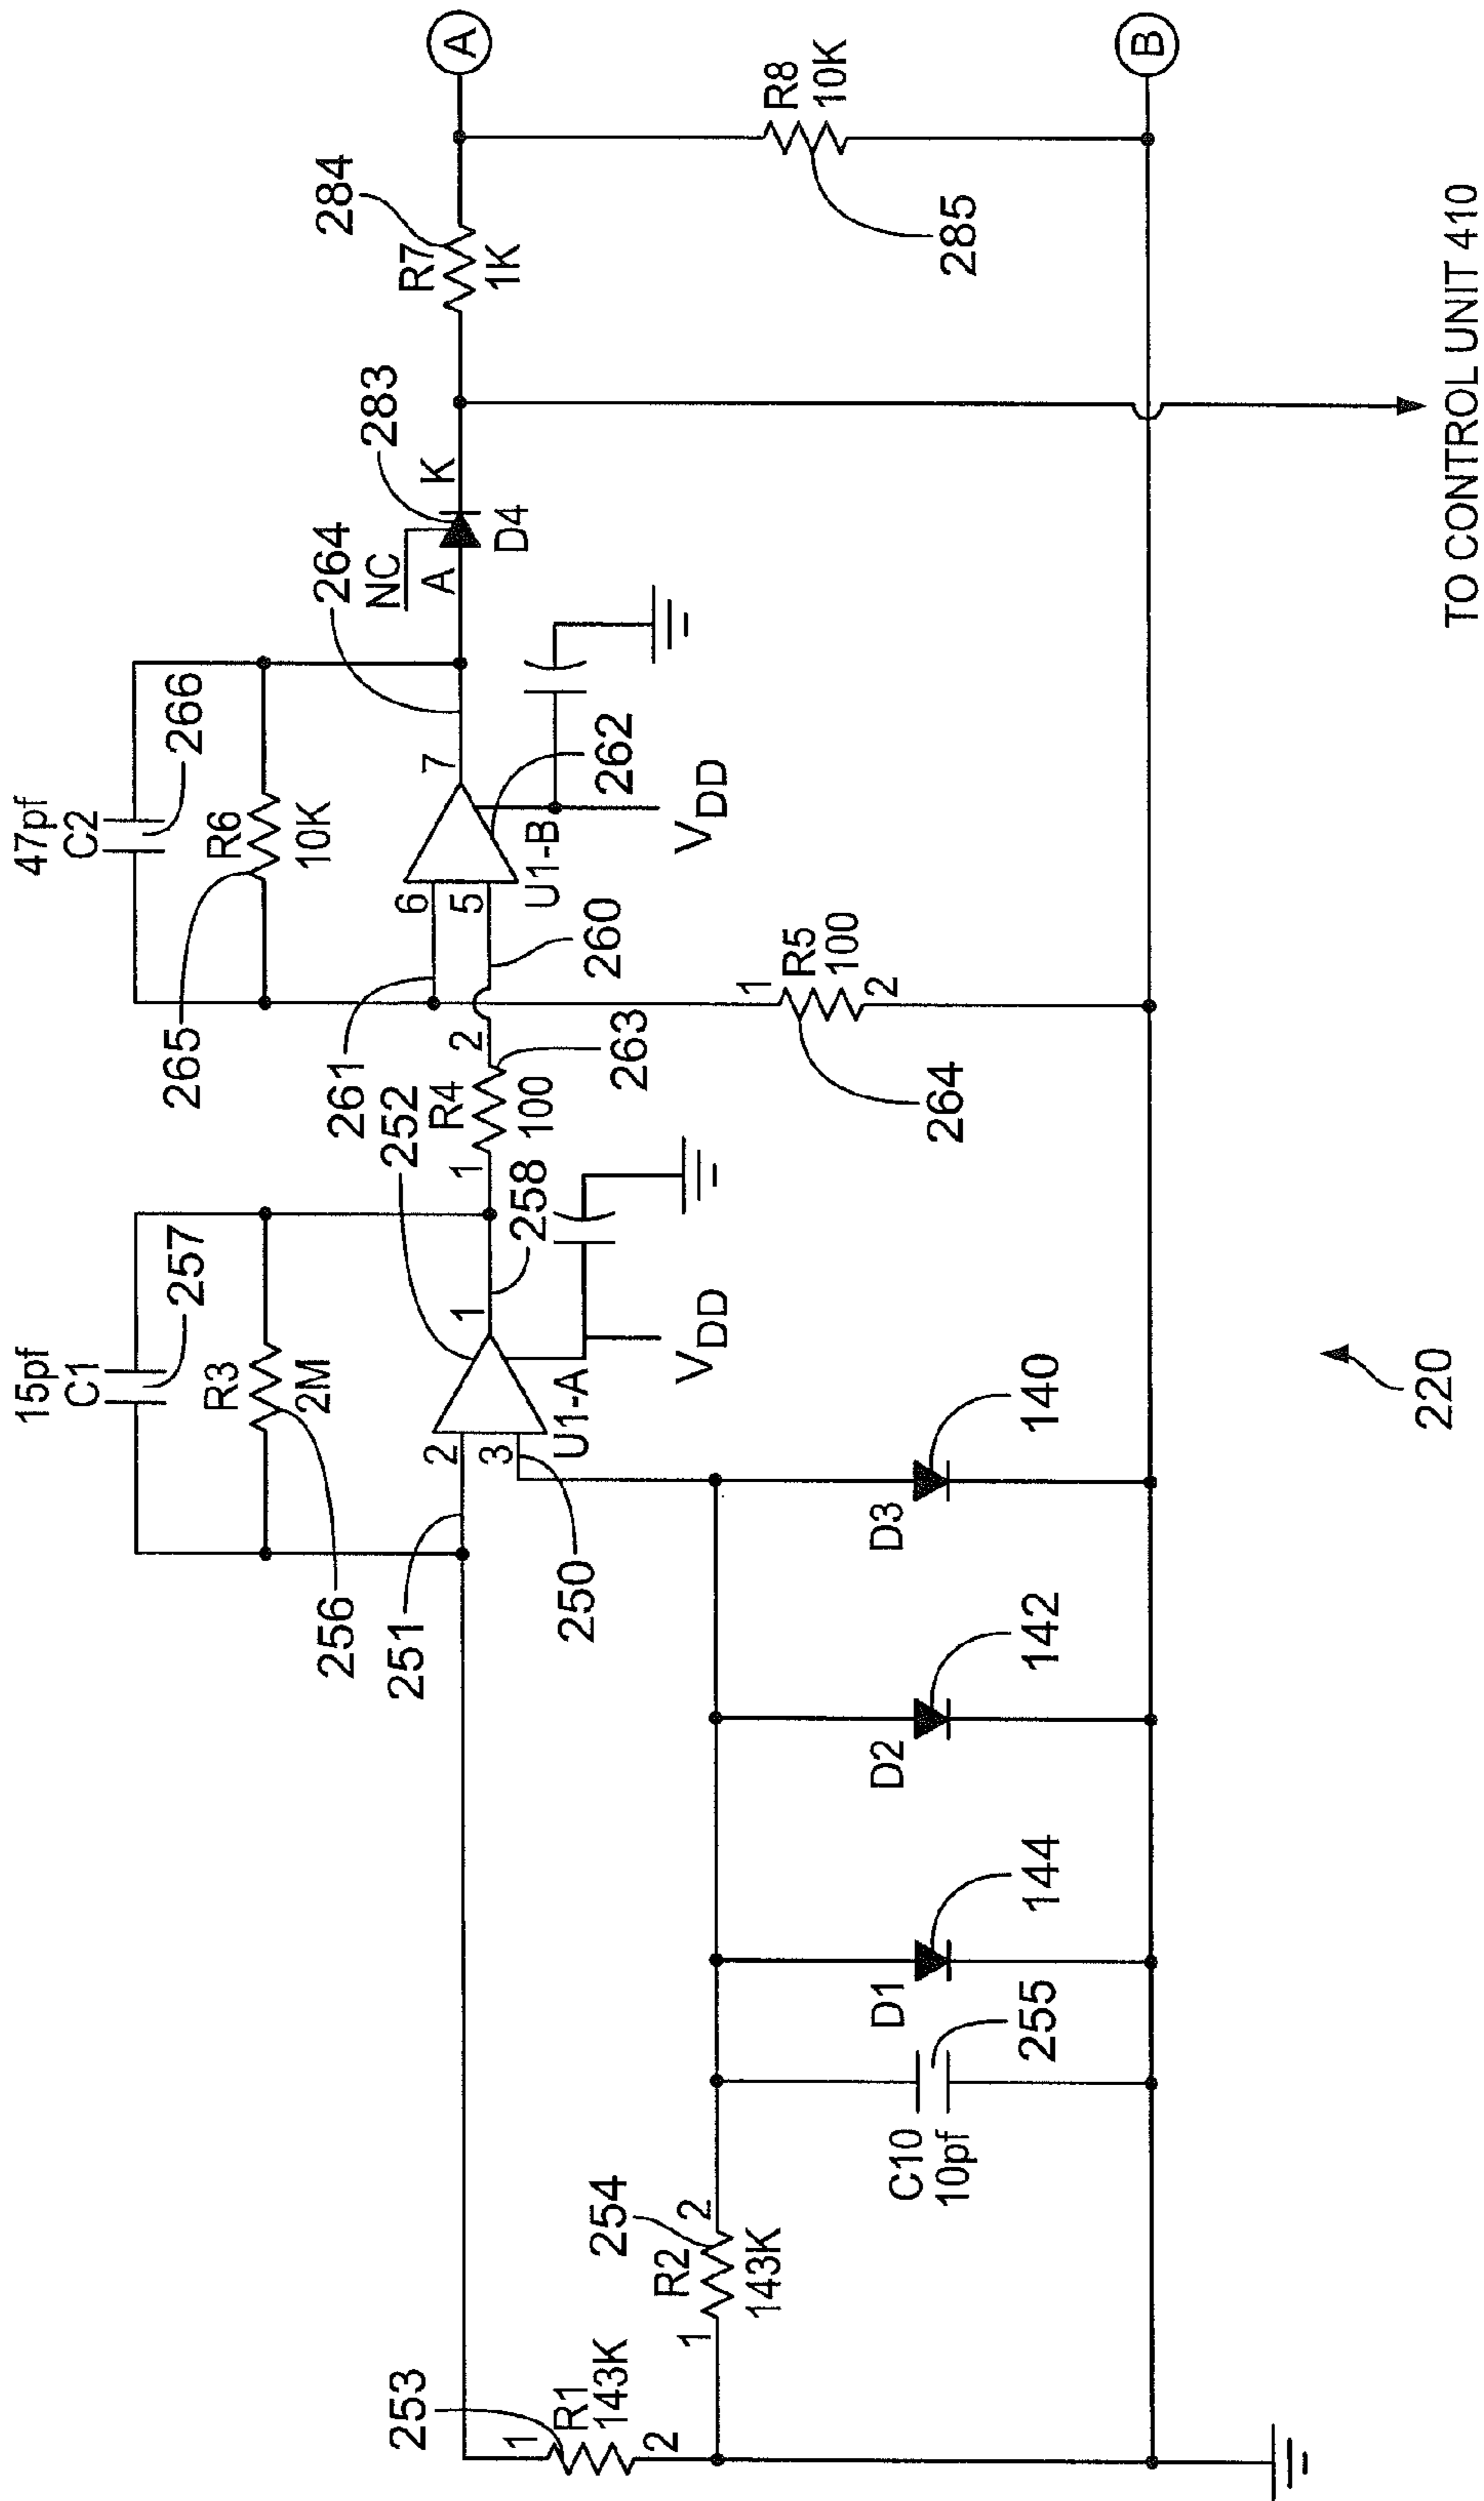 47pf
C2
266
R6
10K
265
264
283
NC
A
K
D4
284
R7
1K
A
15pf
C1
257
R3
2M
256
261
252
6
5
7
U1-B
262
VDD
260
2
R4
100
263
1
258
251
2
3
1
U1-A
250
VDD
1
R5
100
2
264
R8
10K
285
B
253
1
R1
143K
2
254
1
R2
2
143K
C10
10pf
255
D1
144
D2
142
D3
140
220
TO CONTROL UNIT 410